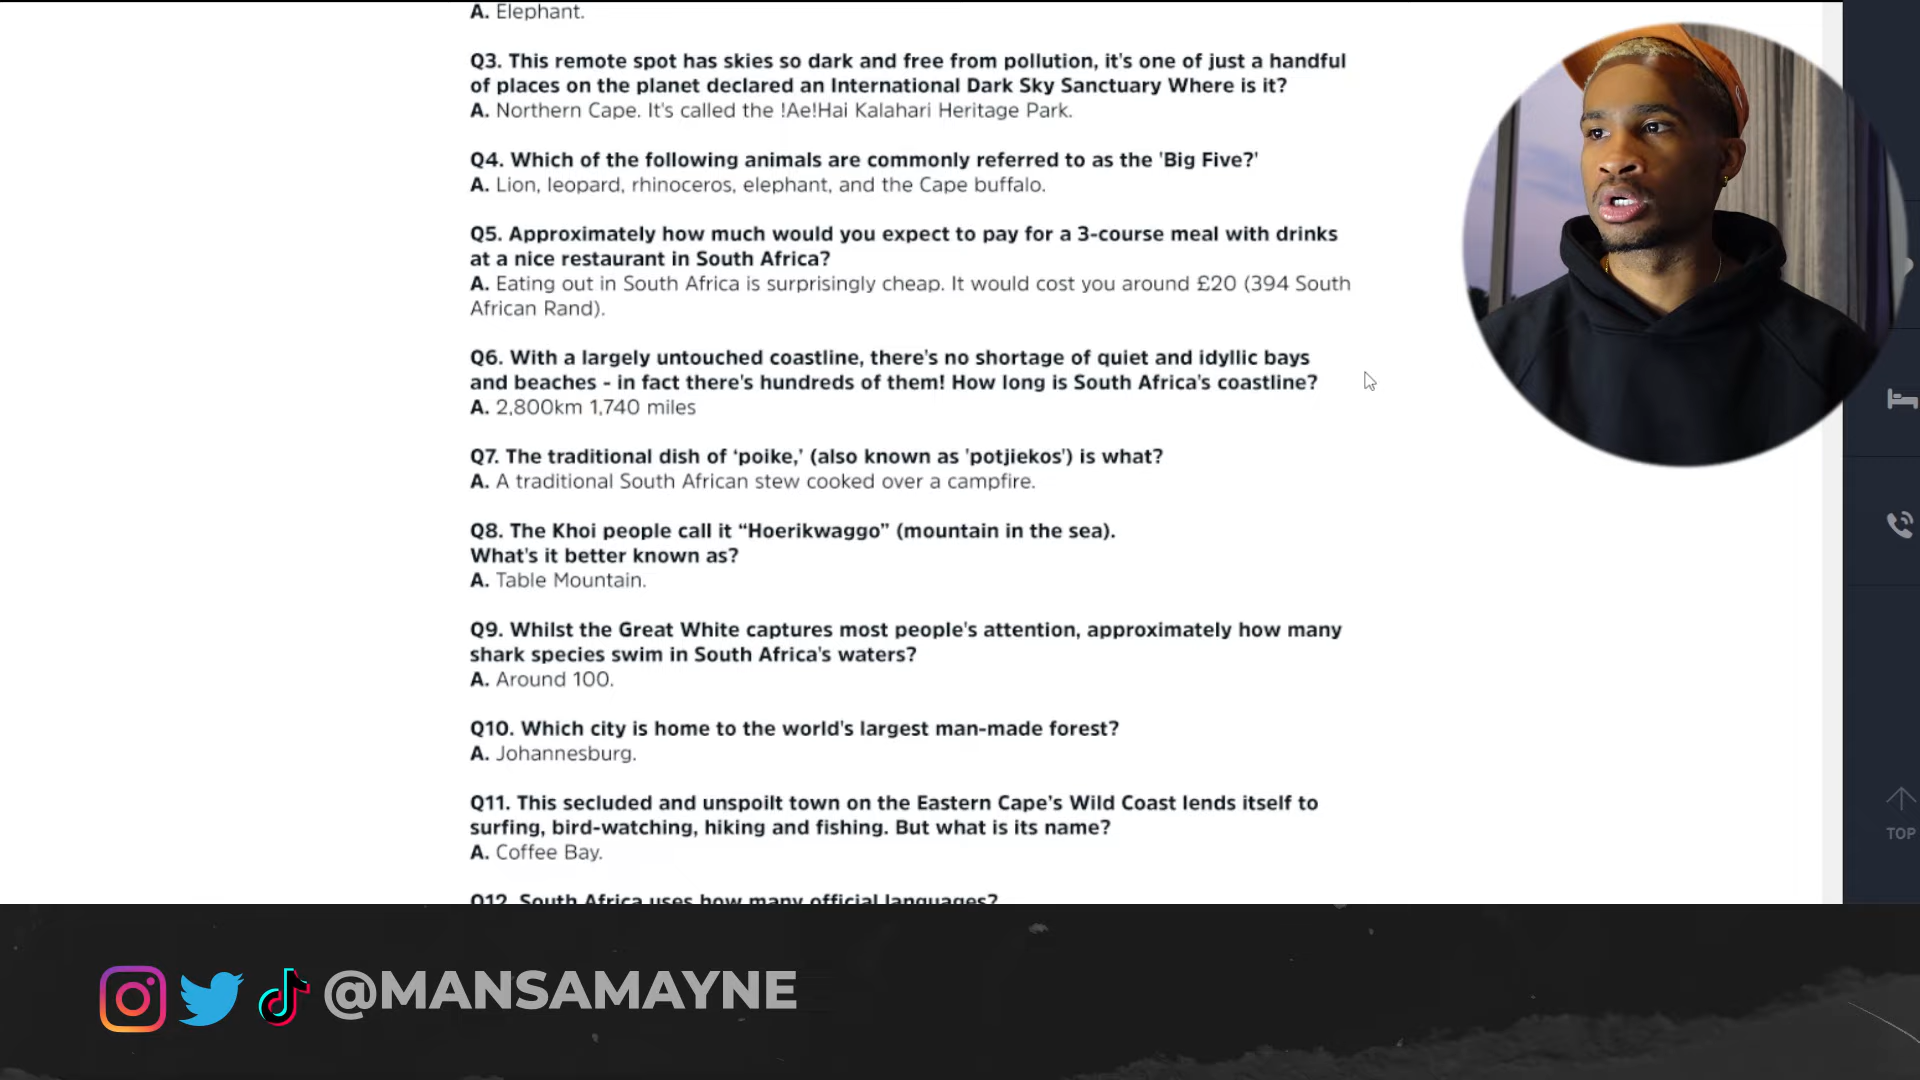 A. Elephant.
Q3. This remote spot has skies so dark and free from pollution, it's one of just a handful
of places on the planet declared an International Dark Sky Sanctuary Where is it?
A. Northern Cape. It's called the !Ae!Hai Kalahari Heritage Park.
Q4. Which of the following animals are commonly referred to as the 'Big Five?'
A. Lion, leopard, rhinoceros, elephant, and the Cape buffalo.
Q5. Approximately how much would you expect to pay for a 3-course meal with drinks
at a nice restaurant in South Africa?
A. Eating out in South Africa is surprisingly cheap. It would cost you around £20 (394 South
African Rand).
Q6. With a largely untouched coastline, there's no shortage of quiet and idyllic bays
and beaches - in fact there's hundreds of them! How long is South Africa's coastline?
A. 2,800km 1,740 miles
Q7. The traditional dish of ‘poike,’ (also known as 'potjiekos') is what?
A. A traditional South African stew cooked over a campfire.
Q8. The Khoi people call it “Hoerikwaggo” (mountain in the sea).
What's it better known as?
A. Table Mountain.
Q9. Whilst the Great White captures most people's attention, approximately how many
shark species swim in South Africa's waters?
A. Around 100.
Q10. Which city is home to the world's largest man-made forest?
A. Johannesburg.
Q11. This secluded and unspoilt town on the Eastern Cape’s Wild Coast lends itself to
surfing, bird-watching, hiking and fishing. But what is its name?
A. Coffee Bay.
Q12. South Africa uses how many official languages?
TOP
@MANSAMAYNE